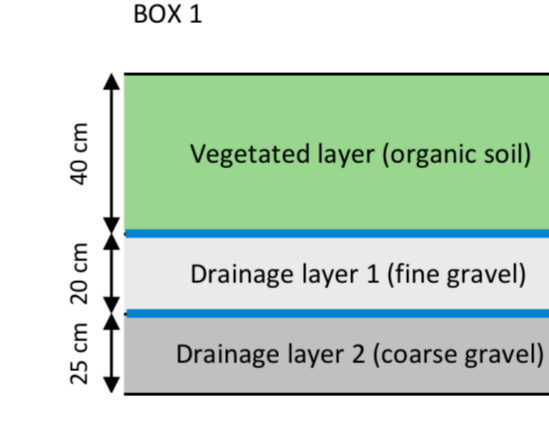 BOX 1
40 cm
Vegetated layer (organic soil)
20 cm
Drainage layer 1 (fine gravel)
25 cm
Drainage layer 2 (coarse gravel)